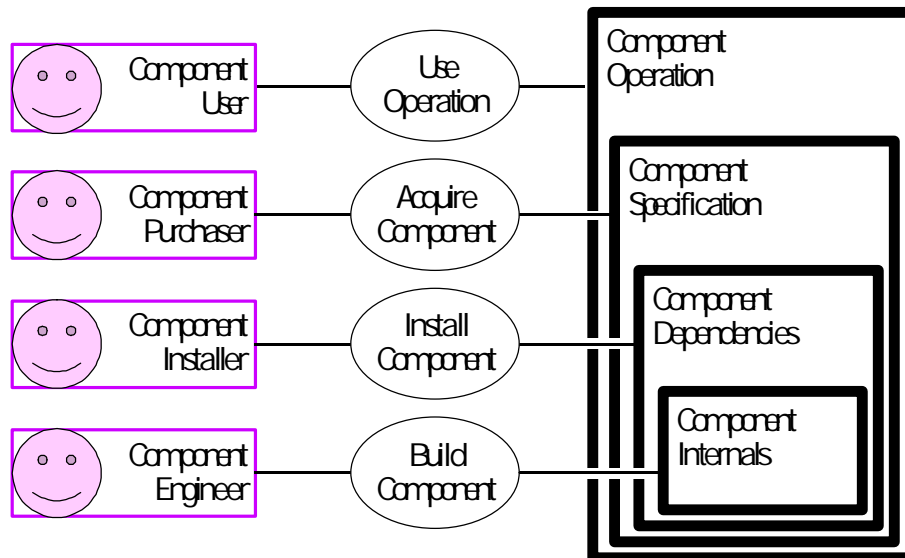 Component
User
Use
Operation
Component
Operation
Component
Purchaser
Acquire
Component
Component
Specification
Component
Installer
Install
Component
Component
Dependencies
Component
Engineer
Build
Component
Component
Internals